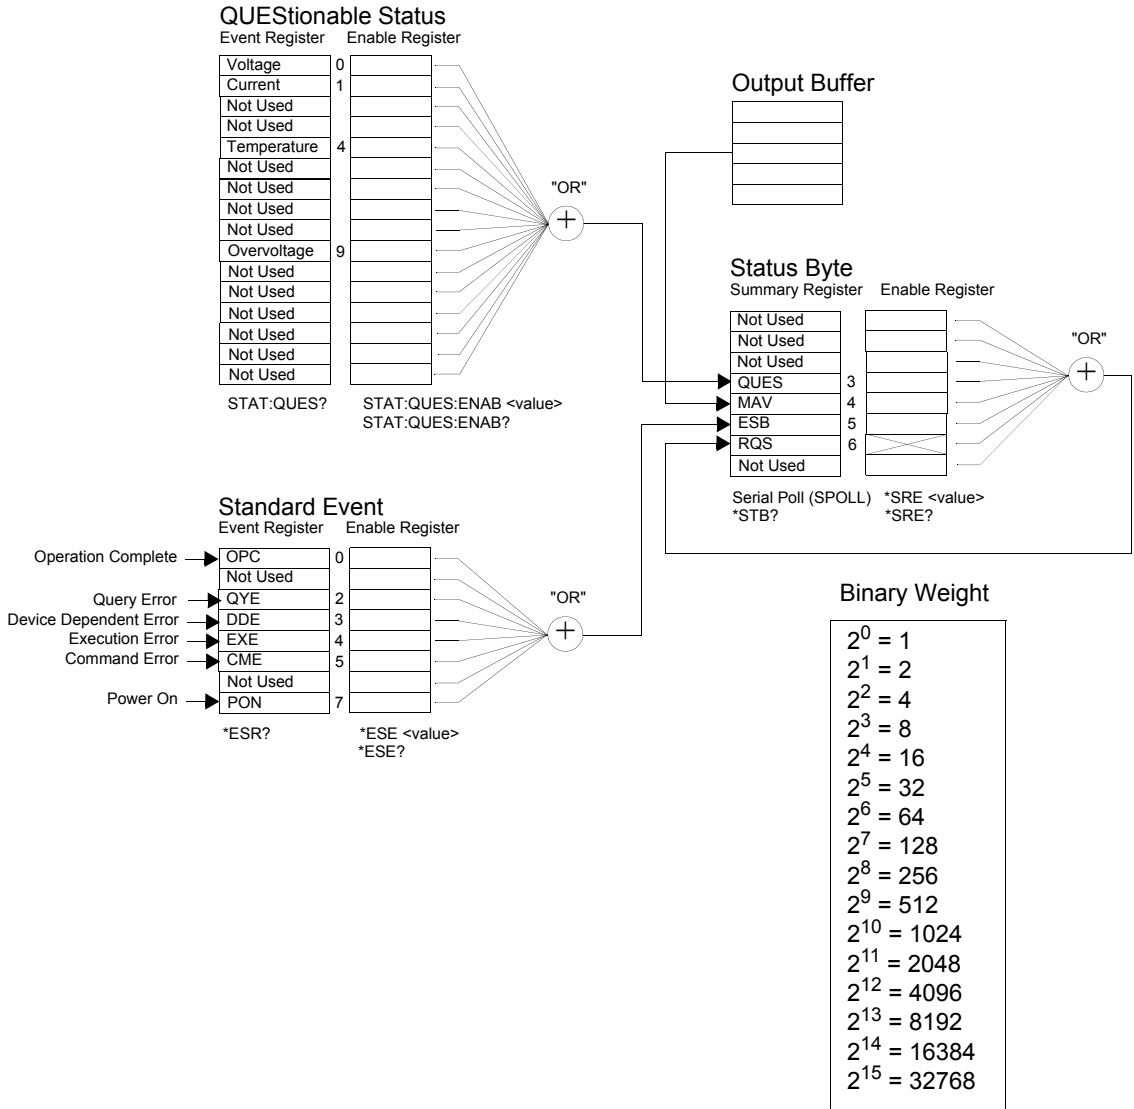 QUEStionable Status
Event Register Enable Register
Voltage 0
Current 1
Not Used
Not Used
Temperature 4
Not Used
Not Used
Not Used
Not Used
Overvoltage 9
Not Used
Not Used
Not Used
Not Used
Not Used
Not Used
STAT:QUES? STAT:QUES:ENAB <value>
STAT:QUES:ENAB?
"OR"
+
Output Buffer
Status Byte
Summary Register Enable Register
Not Used
Not Used
Not Used
QUES 3
MAV 4
ESB 5
RQS 6
Not Used
"OR"
+
Serial Poll (SPOLL) *SRE <value>
*STB? *SRE?
Standard Event
Event Register Enable Register
Operation Complete OPC 0
Not Used
Query Error QYE 2
Device Dependent Error DDE 3
Execution Error EXE 4
Command Error CME 5
Not Used
Power On PON 7
*ESR? *ESE <value>
*ESE?
"OR"
+
Binary Weight
2^0 = 1
2^1 = 2
2^2 = 4
2^3 = 8
2^4 = 16
2^5 = 32
2^6 = 64
2^7 = 128
2^8 = 256
2^9 = 512
2^10 = 1024
2^11 = 2048
2^12 = 4096
2^13 = 8192
2^14 = 16384
2^15 = 32768